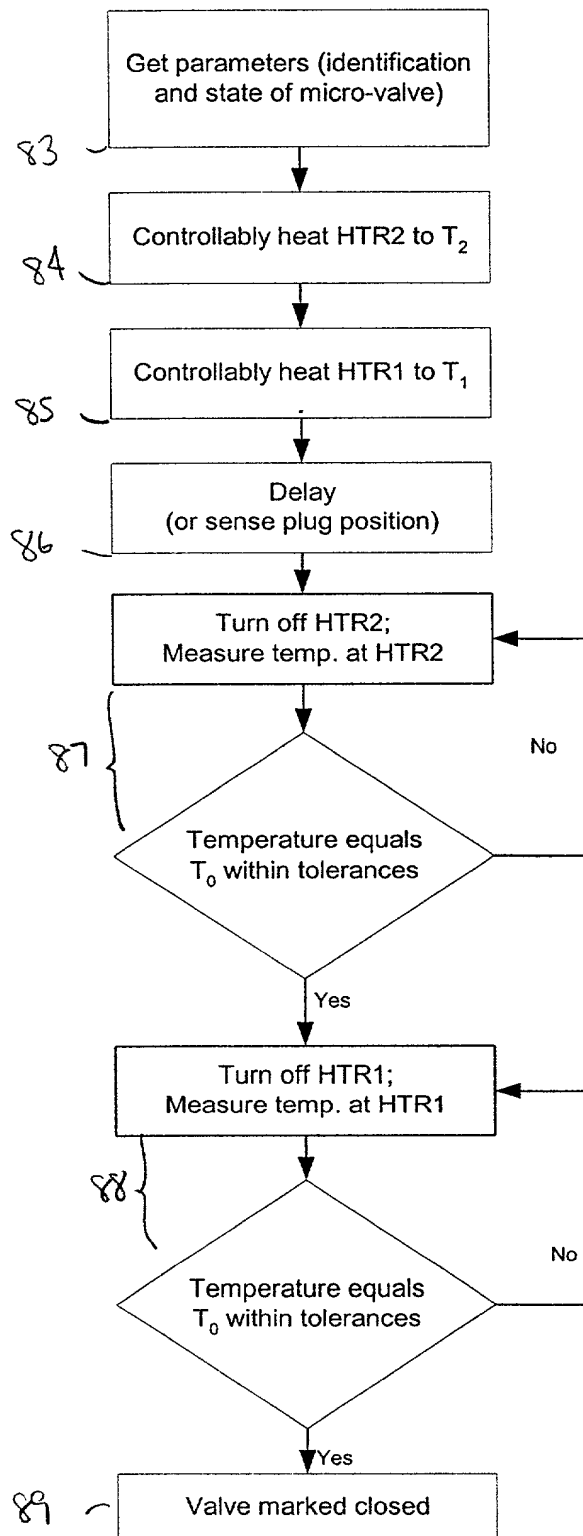 Get parameters (identification
and state of micro-valve)
83
Controllably heat HTR2 to T2
84
Controllably heat HTR1 to T1
85
Delay
(or sense plug position)
86
Turn off HTR2;
Measure temp. at HTR2
87
No
Temperature equals
T0 within tolerances
Yes
Turn off HTR1;
Measure temp. at HTR1
88
No
Temperature equals
T0 within tolerances
Yes
89
Valve marked closed